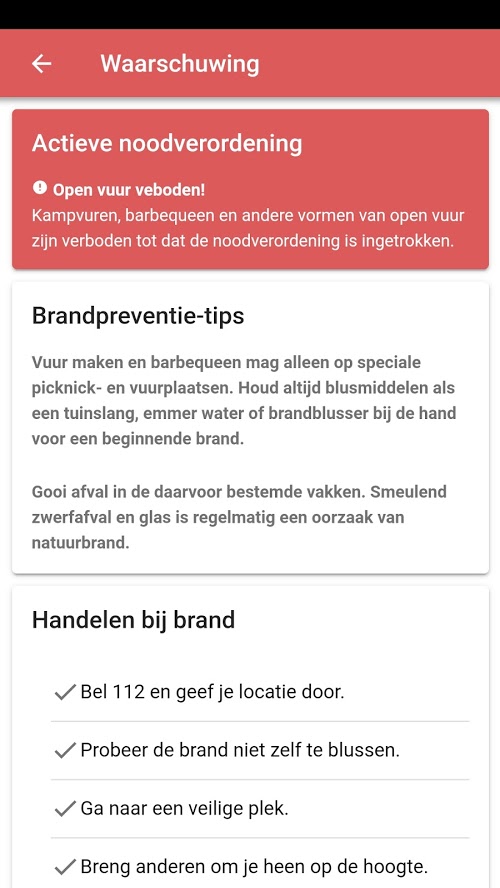 Waarschuwing
Actieve noodverordening
Open vuur veboden!
Kampvuren, barbequeen en andere vormen van open vuur
zijn verboden tot dat de noodverordening is ingetrokken.
Brandpreventie-tips
Vuur maken en barbequeen mag alleen op speciale
picknick- en vuurplaatsen. Houd altijd blusmiddelen als
een tuinslang, emmer water of brandblusser bij de hand
voor een beginnende brand.
Gooi afval in de daarvoor bestemde vakken. Smeulend
zwerfafval en glas is regelmatig een oorzaak van
natuurbrand.
Handelen bij brand
Bel 112 en geef je locatie door.
Probeer de brand niet zelf te blussen.
Ga naar een veilige plek.
Breng anderen om je heen op de hoogte.